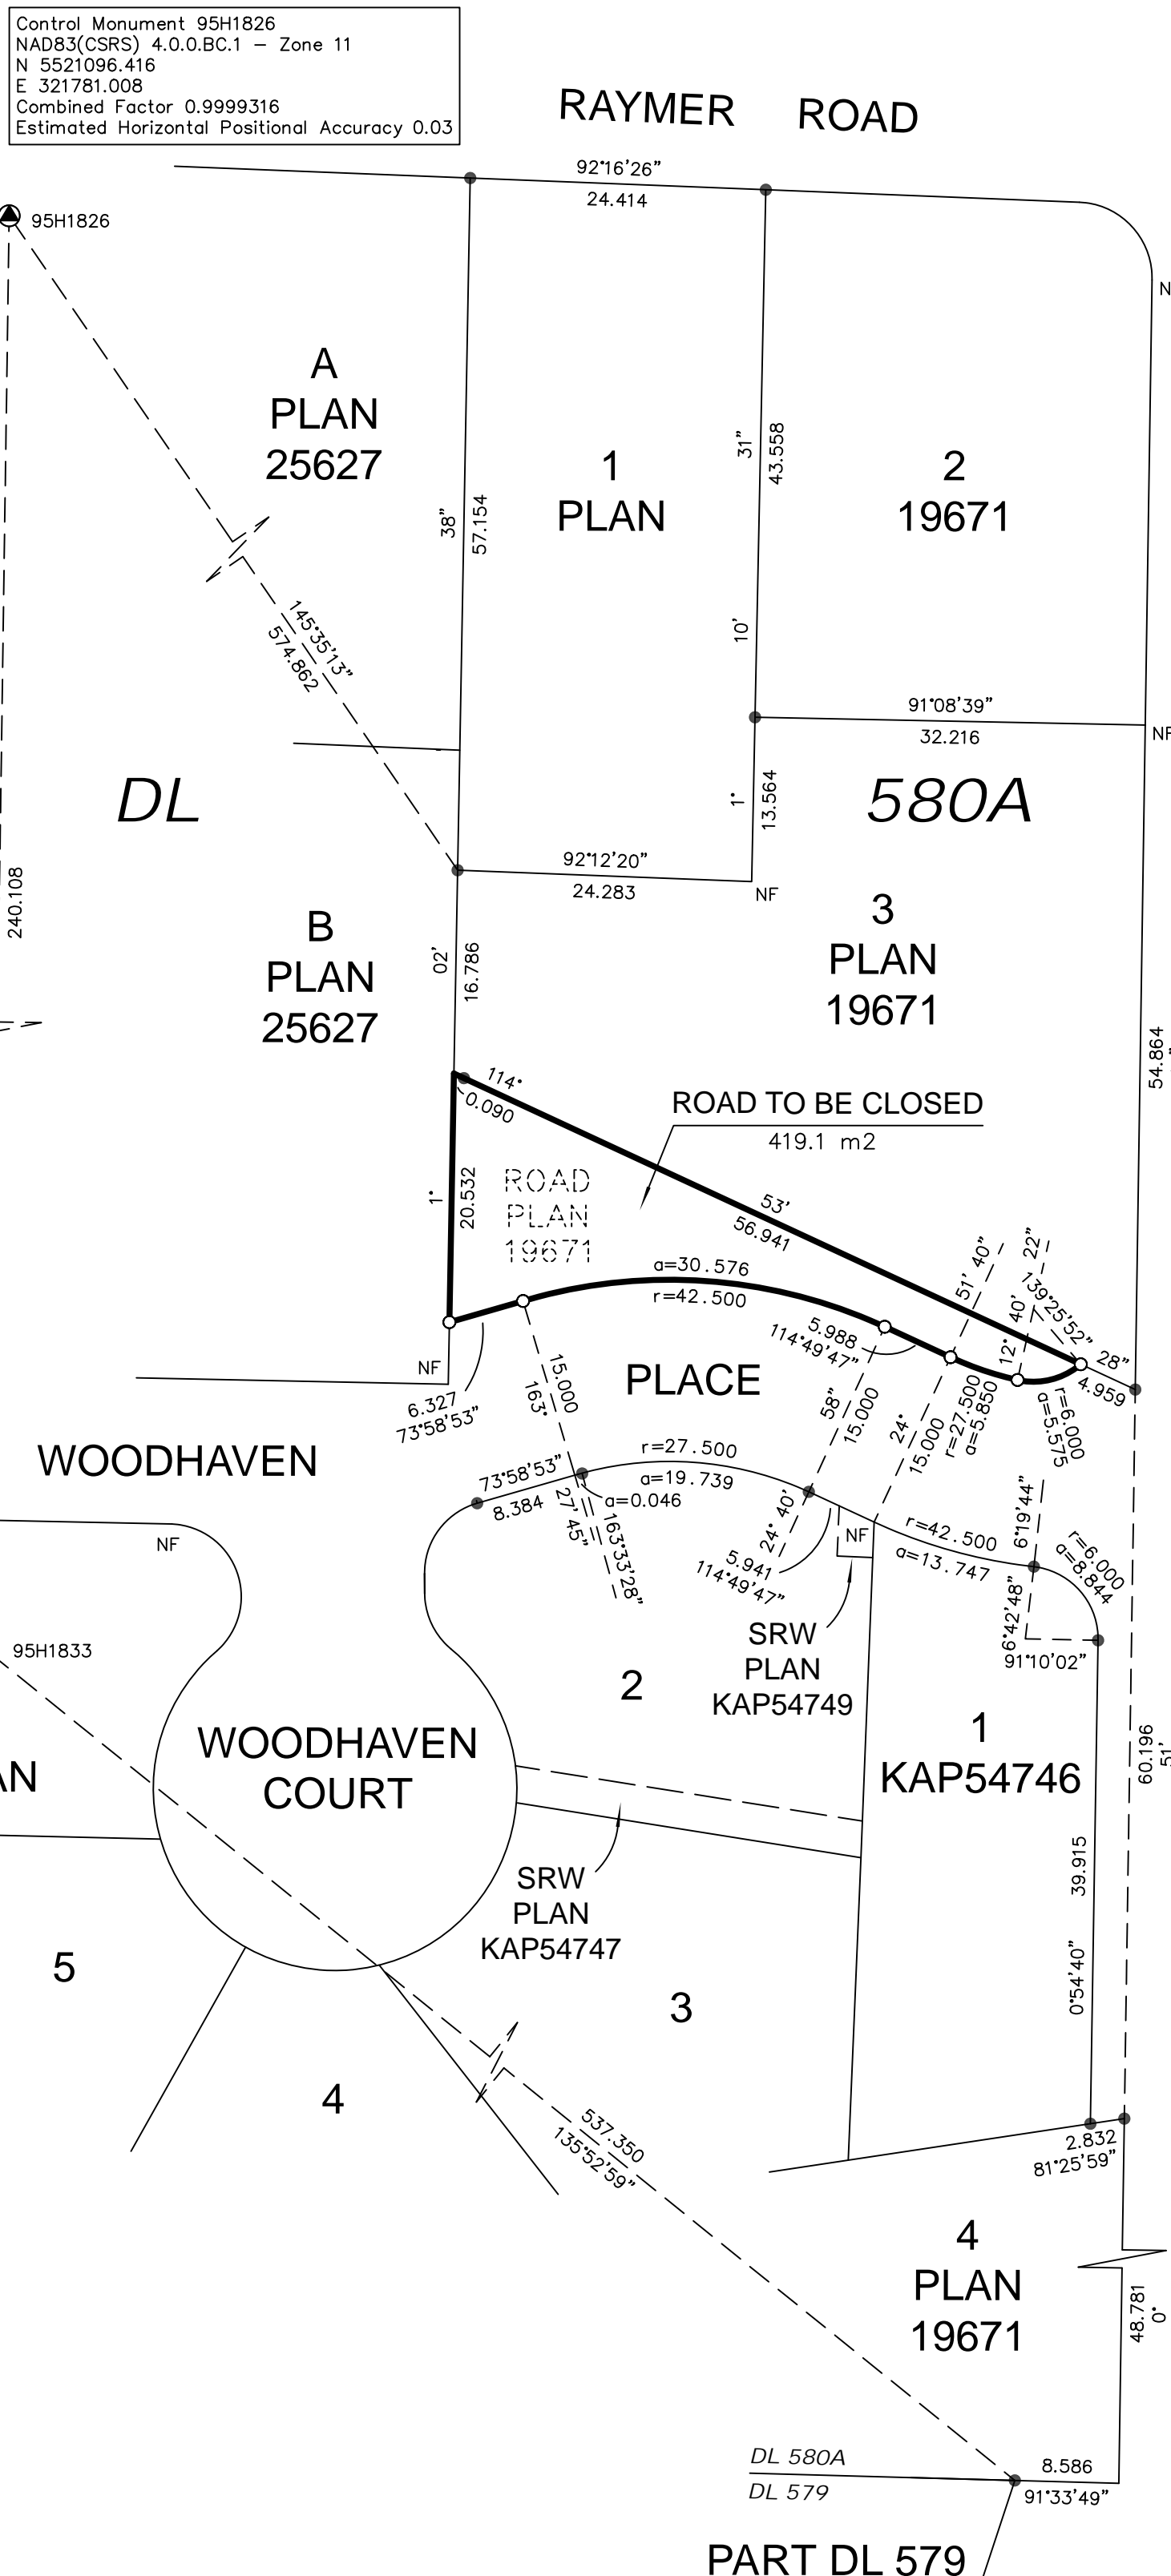 Control Monument 95H1826
NAD83(CSRS) 4.0.0.BC.1 – Zone 11
N 5521096.416
E 321781.008
Combined Factor 0.9999316
Estimated Horizontal Positional Accuracy 0.03
RAYMER ROAD
92°16'26"
24.414
95H1826
N
A
PLAN
25627
1
PLAN
2
19671
31"
43.558
38"
57.154
10'
145°35'13"
574.862
91°08'39"
32.216
NF
DL
580A
1°
13.564
92°12'20"
24.283
NF
240.108
B
PLAN
25627
02'
16.786
3
PLAN
19671
54.864
114°
0.090
ROAD TO BE CLOSED
419.1 m2
1°
20.532
ROAD
PLAN
19671
53'
56.941
a=30.576
r=42.500
51' 40"
22"
40'
12°
139°25'52"
28"
4.959
5.988
114°49'47"
NF
15.000
163°
PLACE
6.327
73°58'53"
58"
15.000
24°
15.000
r=27.500
a=5.850
r=6.000
a=5.575
WOODHAVEN
r=27.500
a=19.739
73°58'53"
8.384
a=0.046
27' 45"
163°33'28"
24° 40'
NF
5.941
114°49'47"
r=42.500
a=13.747
6°19'44"
r=6.000
a=8.844
NF
6°42'48"
91°10'02"
SRW
PLAN
KAP54749
95H1833
2
1
KAP54746
WOODHAVEN
COURT
AN
60.196
51'
SRW
PLAN
KAP54747
39.915
0°54'40"
5
3
4
537.350
135°52'59"
2.832
81°25'59"
4
PLAN
19671
48.781
0°
DL 580A
DL 579
8.586
91°33'49"
PART DL 579